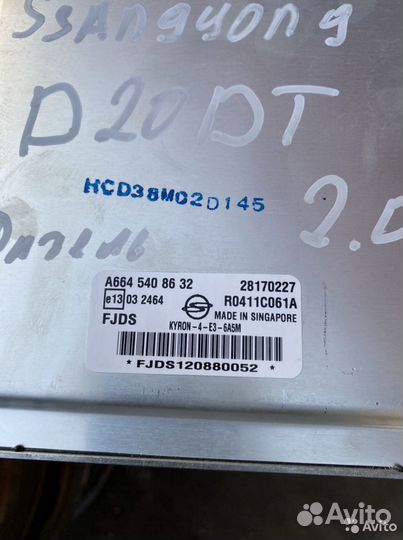 SsAngyong
D20DT
HCD38M02D145
Дизель 2.0
A664 540 86 32 28170227
e13 03 2464 R0411C061A
FJDS MADE IN SINGAPORE
KYRON-4-E3-6A5M
* FJDS120880052 *
Avito
Avito